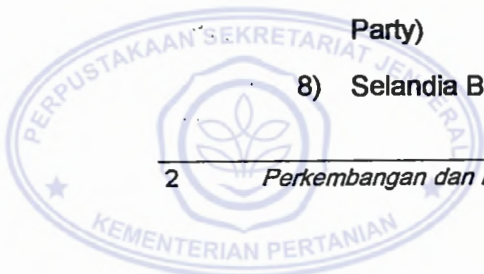 PERPUSTAKAAN SEKRETARIAT JENDERAL
Party)
8) Selandia B
2 Perkembangan dan
KEMENTERIAN PERTANIAN